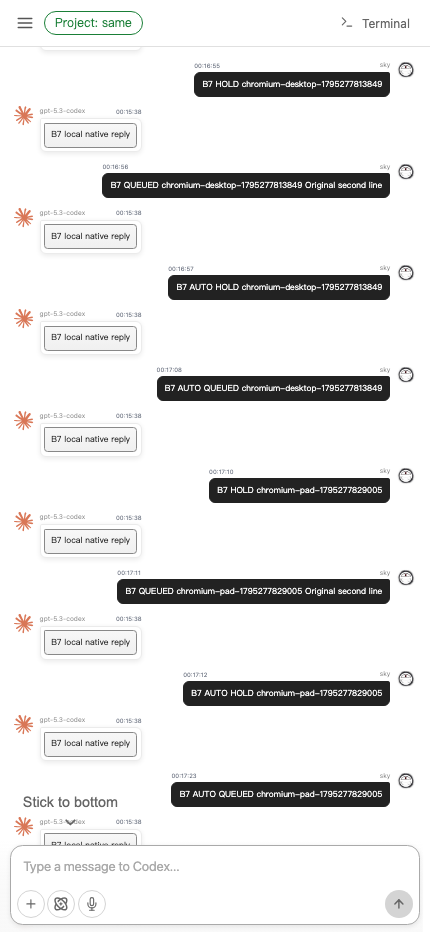 Project: same
Terminal
00:16:55 sky
B7 HOLD chromium-desktop-1795277813849
gpt-5.3-codex 00:15:38
B7 local native reply
00:16:56 sky
B7 QUEUED chromium-desktop-1795277813849 Original second line
gpt-5.3-codex 00:15:38
B7 local native reply
00:16:57 sky
B7 AUTO HOLD chromium-desktop-1795277813849
gpt-5.3-codex 00:15:38
B7 local native reply
00:17:08 sky
B7 AUTO QUEUED chromium-desktop-1795277813849
gpt-5.3-codex 00:15:38
B7 local native reply
00:17:10 sky
B7 HOLD chromium-pad-1795277829005
gpt-5.3-codex 00:15:38
B7 local native reply
00:17:11 sky
B7 QUEUED chromium-pad-1795277829005 Original second line
gpt-5.3-codex 00:15:38
B7 local native reply
00:17:12 sky
B7 AUTO HOLD chromium-pad-1795277829005
gpt-5.3-codex 00:15:38
B7 local native reply
00:17:23 sky
B7 AUTO QUEUED chromium-pad-1795277829005
Stick to bottom
gpt-5.3-codex 00:15:38
B7 local native reply
Type a message to Codex...